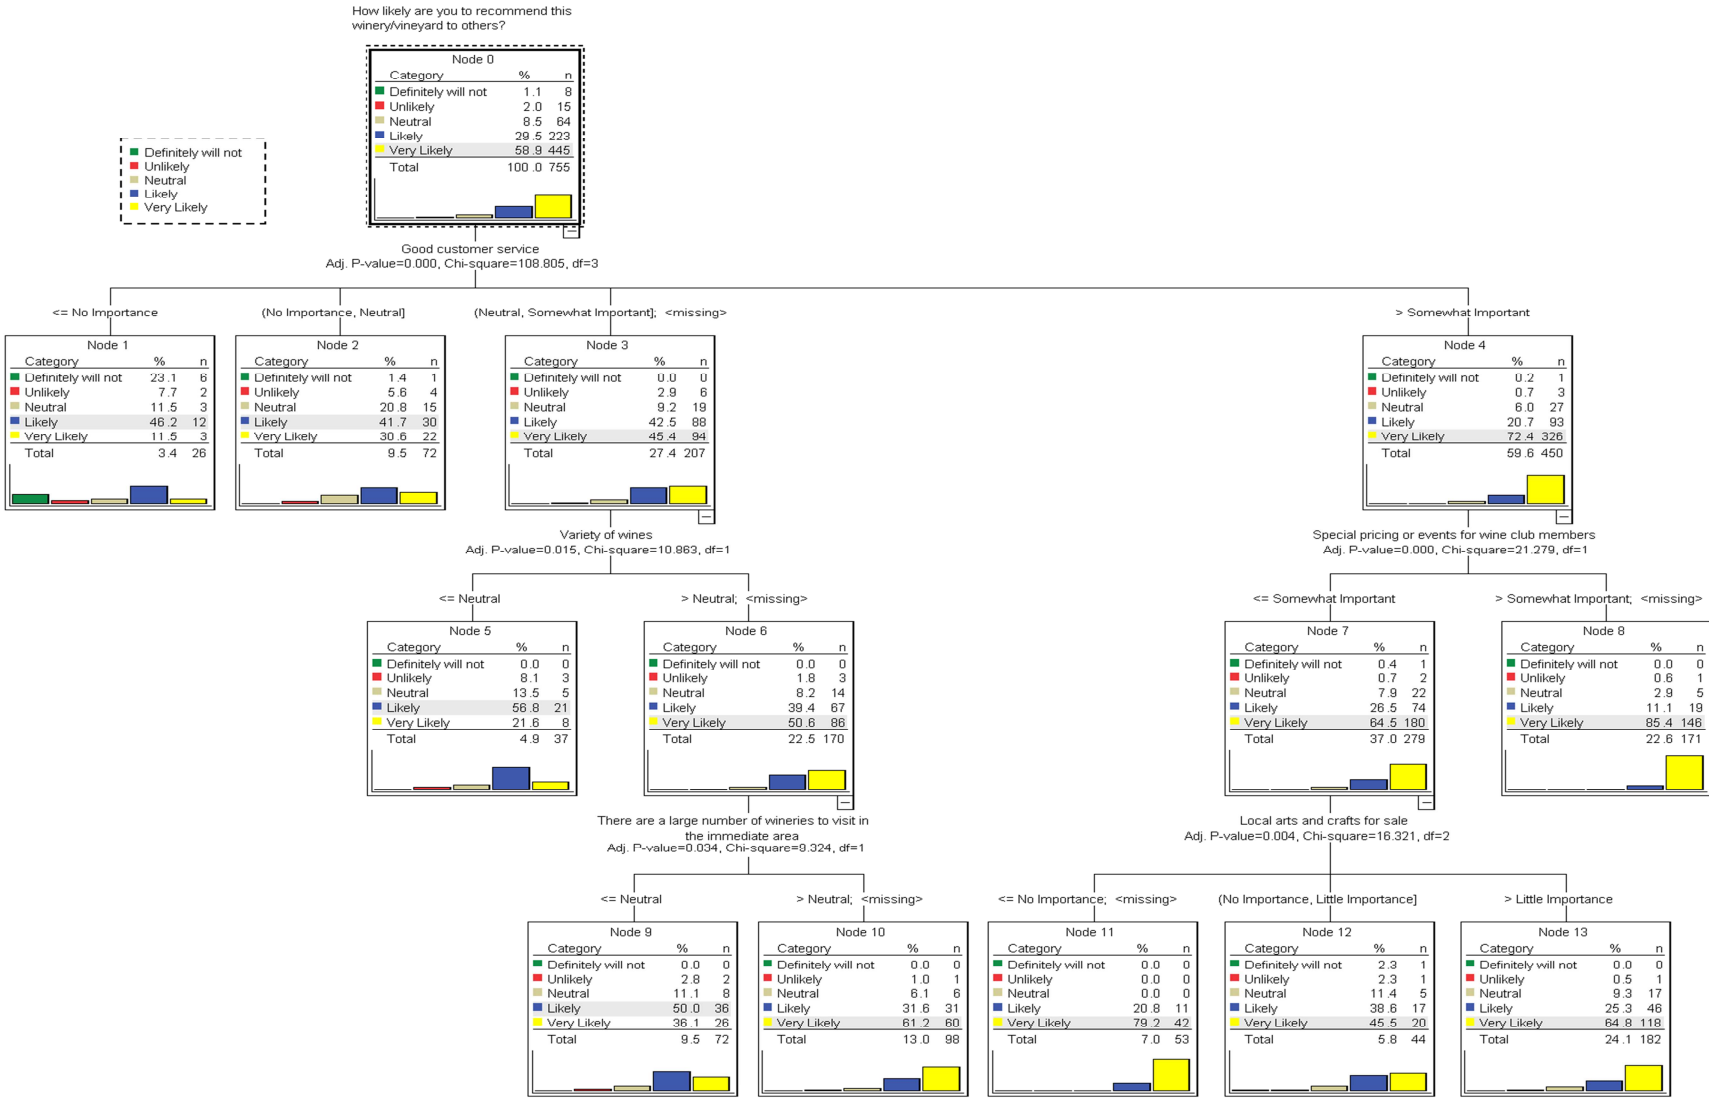 How likely are you to recommend this
winery/vineyard to others?
Node 0
Category % n
Definitely will not 1.1 8
Unlikely 2.0 15
Neutral 8.5 64
Likely 29.5 223
Very Likely 58.9 445
Total 100.0 755
Definitely will not
Unlikely
Neutral
Likely
Very Likely
Good customer service
Adj. P-value=0.000, Chi-square=108.805, df=3
<= No Importance
(No Importance, Neutral]
(Neutral, Somewhat Important]; <missing>
> Somewhat Important
Node 1
Category % n
Definitely will not 23.1 6
Unlikely 7.7 2
Neutral 11.5 3
Likely 46.2 12
Very Likely 11.5 3
Total 3.4 26
Node 2
Category % n
Definitely will not 1.4 1
Unlikely 5.6 4
Neutral 20.8 15
Likely 41.7 30
Very Likely 30.6 22
Total 9.5 72
Node 3
Category % n
Definitely will not 0.0 0
Unlikely 2.9 6
Neutral 9.2 19
Likely 42.5 88
Very Likely 45.4 94
Total 27.4 207
Node 4
Category % n
Definitely will not 0.2 1
Unlikely 0.7 3
Neutral 6.0 27
Likely 20.7 93
Very Likely 72.4 326
Total 59.6 450
Variety of wines
Adj. P-value=0.015, Chi-square=10.863, df=1
Special pricing or events for wine club members
Adj. P-value=0.000, Chi-square=21.279, df=1
<= Neutral
> Neutral; <missing>
<= Somewhat Important
> Somewhat Important; <missing>
Node 5
Category % n
Definitely will not 0.0 0
Unlikely 8.1 3
Neutral 13.5 5
Likely 56.8 21
Very Likely 21.6 8
Total 4.9 37
Node 6
Category % n
Definitely will not 0.0 0
Unlikely 1.8 3
Neutral 8.2 14
Likely 39.4 67
Very Likely 50.6 86
Total 22.5 170
Node 7
Category % n
Definitely will not 0.4 1
Unlikely 0.7 2
Neutral 7.9 22
Likely 26.5 74
Very Likely 64.5 180
Total 37.0 279
Node 8
Category % n
Definitely will not 0.0 0
Unlikely 0.6 1
Neutral 2.9 5
Likely 11.1 19
Very Likely 85.4 146
Total 22.6 171
There are a large number of wineries to visit in
the immediate area
Adj. P-value=0.034, Chi-square=9.324, df=1
Local arts and crafts for sale
Adj. P-value=0.004, Chi-square=16.321, df=2
<= Neutral
> Neutral; <missing>
<= No Importance; <missing>
(No Importance, Little Importance]
> Little Importance
Node 9
Category % n
Definitely will not 0.0 0
Unlikely 2.8 2
Neutral 11.1 8
Likely 50.0 36
Very Likely 36.1 26
Total 9.5 72
Node 10
Category % n
Definitely will not 0.0 0
Unlikely 1.0 1
Neutral 6.1 6
Likely 31.6 31
Very Likely 61.2 60
Total 13.0 98
Node 11
Category % n
Definitely will not 0.0 0
Unlikely 0.0 0
Neutral 0.0 0
Likely 20.8 11
Very Likely 79.2 42
Total 7.0 53
Node 12
Category % n
Definitely will not 2.3 1
Unlikely 2.3 1
Neutral 11.4 5
Likely 38.6 17
Very Likely 45.5 20
Total 5.8 44
Node 13
Category % n
Definitely will not 0.0 0
Unlikely 0.5 1
Neutral 9.3 17
Likely 25.3 46
Very Likely 64.8 118
Total 24.1 182